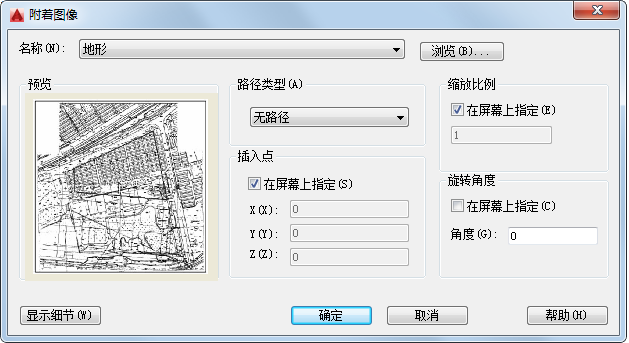 附着图像
名称(N): 地形 浏览(B)...
预览
路径类型(A)
无路径
插入点
在屏幕上指定(S)
X(X): 0
Y(Y): 0
Z(Z): 0
缩放比例
在屏幕上指定(E)
1
旋转角度
在屏幕上指定(C)
角度(G): 0
显示细节(W) 确定 取消 帮助(H)